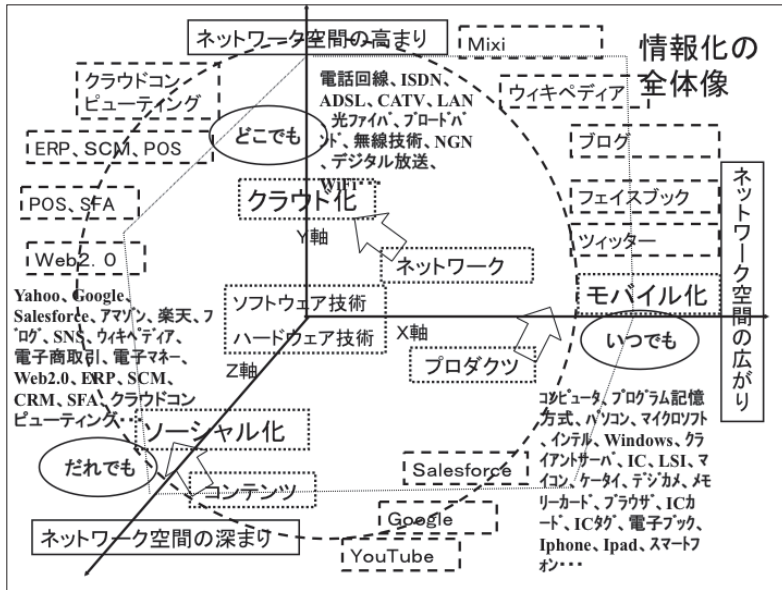 ネットワーク空間の高まり
Mixi
情報化の
全体像
クラウドコン
ピューティング
電話回線、ISDN、
ADSL、CATV、LAN
、光ファイバ、ブロードバ
ンド、無線技術、NGN
、デジタル放送、
WiFi・・・
ウィキペディア
どこでも
ERP、SCM、POS
ブログ
クラウド化
POS、SFA
フェイスブック
Y軸
ネットワーク
ツィッター
Web2.0
ネットワーク空間の広がり
モバイル化
Yahoo、Google、
Salesforce、アマゾン、楽天、ブ
ログ、SNS、ウィキペディア、
電子商取引、電子マネー、
Web2.0、ERP、SCM、
CRM、SFA、クラウドコン
ピューティング・・
ソフトウェア技術
ハードウェア技術
X軸
いつでも
Z軸
プロダクツ
コンピュータ、プログラム記憶
方式、パソコン、マイクロソフト
、インテル、Windows、クラ
イアントサーバ、IC、LSI、マ
イコン、ケータイ、デジカメ、メモ
リーカード、ブラウザ、ICカ
ード、ICタグ、電子ブック、
Iphone、Ipad、スマートフ
ォン・・・
ソーシャル化
だれでも
コンテンツ
Salesforce
Google
ネットワーク空間の深まり
YouTube